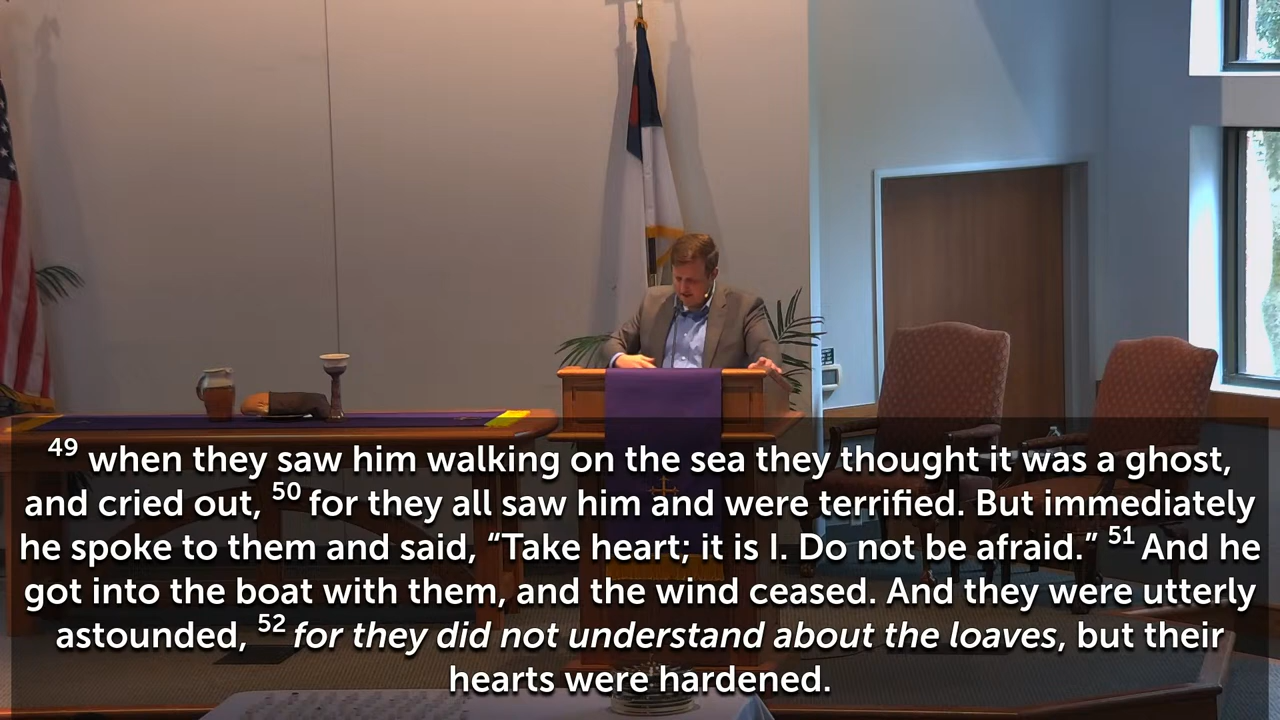 49 when they saw him walking on the sea they thought it was a ghost,
and cried out, 50 for they all saw him and were terrified. But immediately
he spoke to them and said, “Take heart; it is I. Do not be afraid.” 51 And he
got into the boat with them, and the wind ceased. And they were utterly
astounded, 52 for they did not understand about the loaves, but their
hearts were hardened.